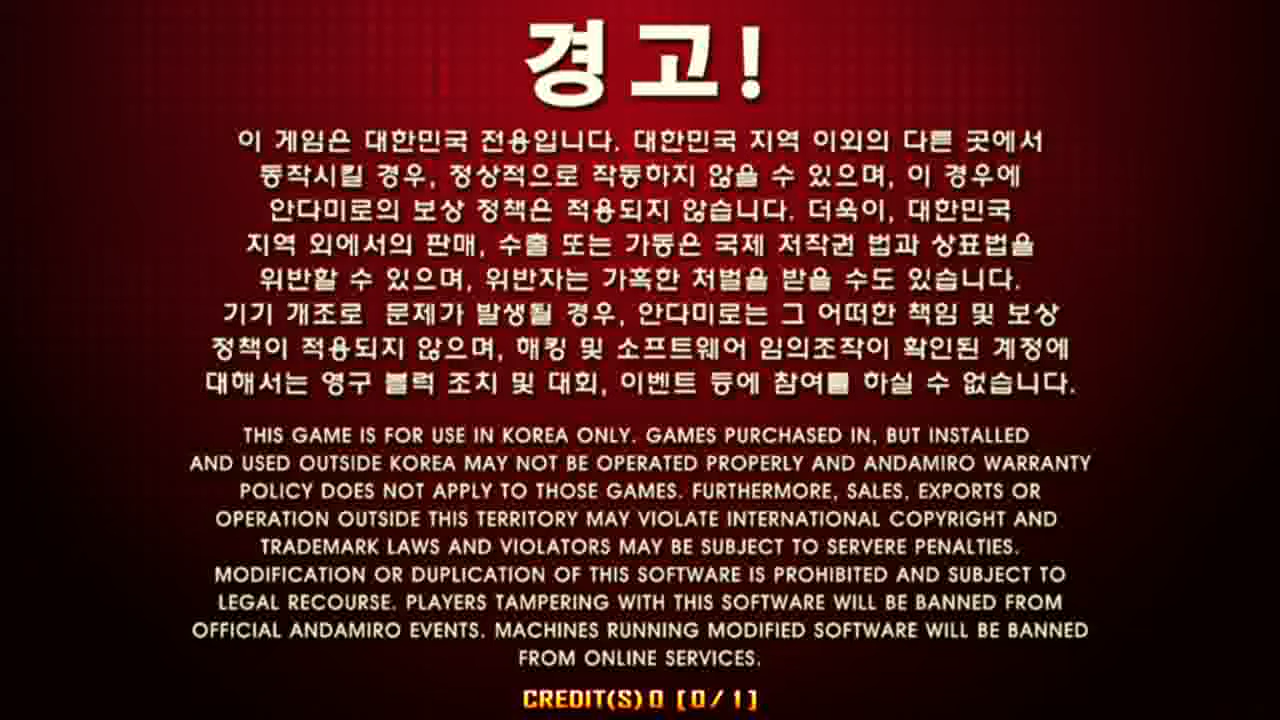 경고!
이 게임은 대한민국 전용입니다. 대한민국 지역 이외의 다른 곳에서
동작시킬 경우, 정상적으로 작동하지 않을 수 있으며, 이 경우에
안다미로의 보상 정책은 적용되지 않습니다. 더욱이, 대한민국
지역 외에서의 판매, 수출 또는 가동은 국제 저작권 법과 상표법을
위반할 수 있으며, 위반자는 가혹한 처벌을 받을 수도 있습니다.
기기 개조로 문제가 발생될 경우, 안다미로는 그 어떠한 책임 및 보상
정책이 적용되지 않으며, 해킹 및 소프트웨어 임의조작이 확인된 계정에
대해서는 영구 블럭 조치 및 대회, 이벤트 등에 참여를 하실 수 없습니다.
THIS GAME IS FOR USE IN KOREA ONLY. GAMES PURCHASED IN, BUT INSTALLED
AND USED OUTSIDE KOREA MAY NOT BE OPERATED PROPERLY AND ANDAMIRO WARRANTY
POLICY DOES NOT APPLY TO THOSE GAMES. FURTHERMORE, SALES, EXPORTS OR
OPERATION OUTSIDE THIS TERRITORY MAY VIOLATE INTERNATIONAL COPYRIGHT AND
TRADEMARK LAWS AND VIOLATORS MAY BE SUBJECT TO SERVERE PENALTIES.
MODIFICATION OR DUPLICATION OF THIS SOFTWARE IS PROHIBITED AND SUBJECT TO
LEGAL RECOURSE. PLAYERS TAMPERING WITH THIS SOFTWARE WILL BE BANNED FROM
OFFICIAL ANDAMIRO EVENTS. MACHINES RUNNING MODIFIED SOFTWARE WILL BE BANNED
FROM ONLINE SERVICES.
CREDIT(S) 0 [0/1]